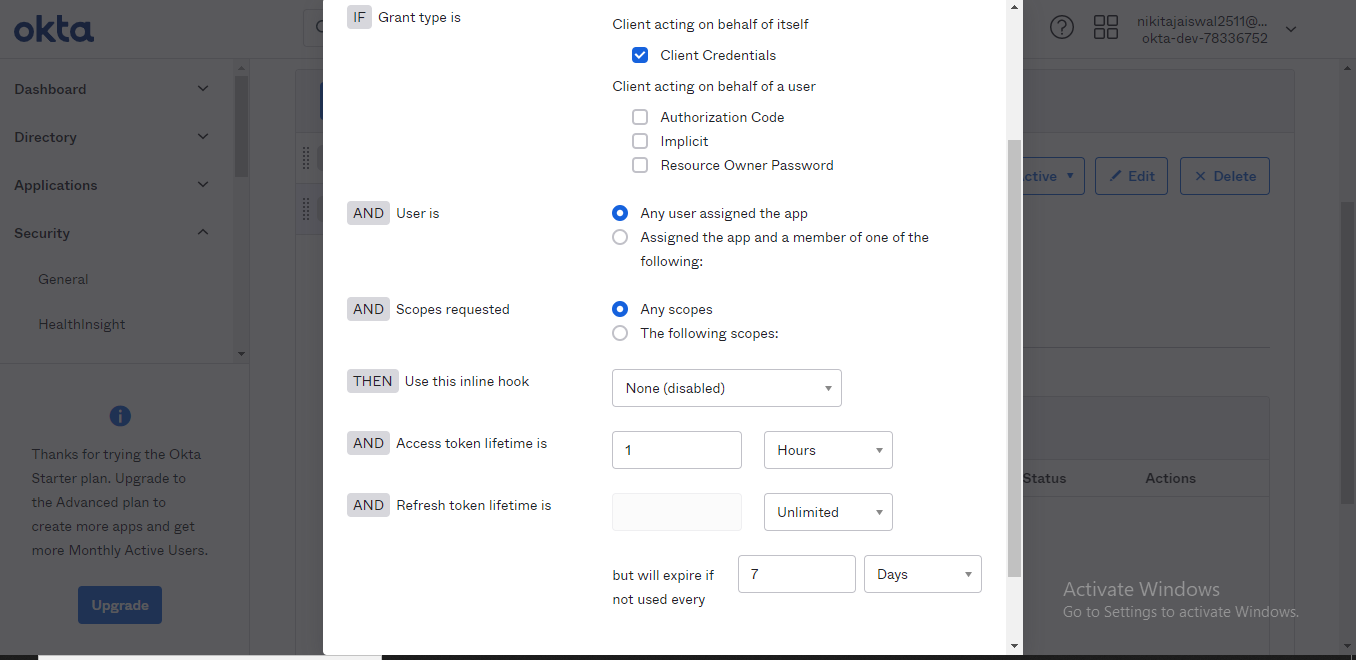 okta
nikitajaiswal2511@...
okta-dev-78336752
Dashboard
Directory
Applications
Security
General
HealthInsight
Thanks for trying the Okta
Starter plan. Upgrade to
the Advanced plan to
create more apps and get
more Monthly Active Users.
Upgrade
IF Grant type is
Client acting on behalf of itself
Client Credentials
Client acting on behalf of a user
Authorization Code
Implicit
Resource Owner Password
AND User is
Any user assigned the app
Assigned the app and a member of one of the
following:
AND Scopes requested
Any scopes
The following scopes:
THEN Use this inline hook
None (disabled)
AND Access token lifetime is
1 Hours
AND Refresh token lifetime is
Unlimited
but will expire if
not used every
7 Days
ctive
Edit
Delete
Status Actions
Activate Windows
Go to Settings to activate Windows.